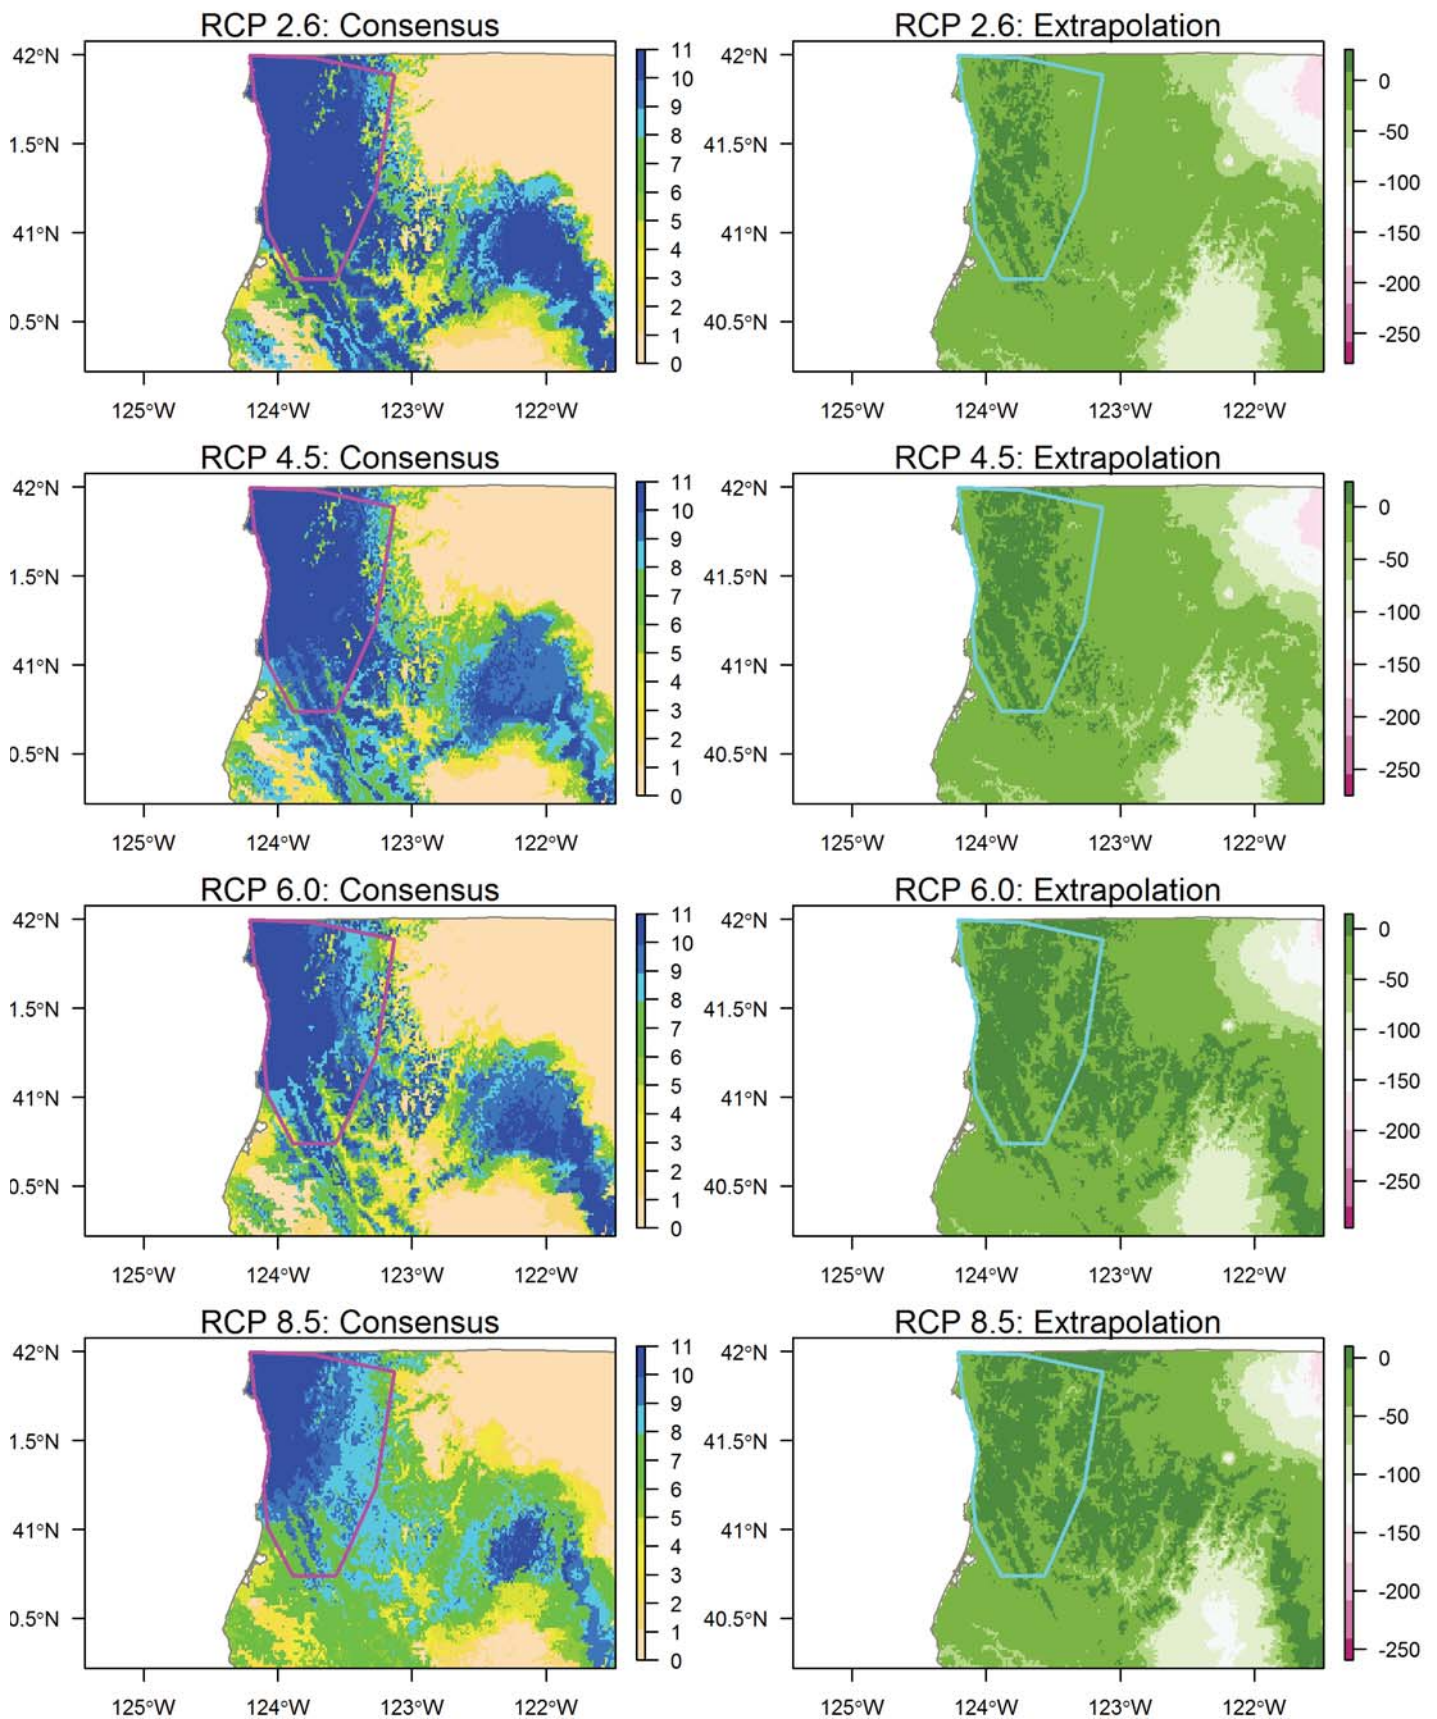 RCP 2.6: Consensus
42°N
1.5°N
41°N
0.5°N
11
10
9
8
7
6
5
4
3
2
1
0
125°W 124°W 123°W 122°W
RCP 2.6: Extrapolation
42°N
41.5°N
41°N
40.5°N
0
-50
-100
-150
-200
-250
125°W 124°W 123°W 122°W
RCP 4.5: Consensus
42°N
1.5°N
41°N
0.5°N
11
10
9
8
7
6
5
4
3
2
1
0
125°W 124°W 123°W 122°W
RCP 4.5: Extrapolation
42°N
41.5°N
41°N
40.5°N
0
-50
-100
-150
-200
-250
125°W 124°W 123°W 122°W
RCP 6.0: Consensus
42°N
1.5°N
41°N
0.5°N
11
10
9
8
7
6
5
4
3
2
1
0
125°W 124°W 123°W 122°W
RCP 6.0: Extrapolation
42°N
41.5°N
41°N
40.5°N
0
-50
-100
-150
-200
-250
125°W 124°W 123°W 122°W
RCP 8.5: Consensus
42°N
1.5°N
41°N
0.5°N
11
10
9
8
7
6
5
4
3
2
1
0
125°W 124°W 123°W 122°W
RCP 8.5: Extrapolation
42°N
41.5°N
41°N
40.5°N
0
-50
-100
-150
-200
-250
125°W 124°W 123°W 122°W